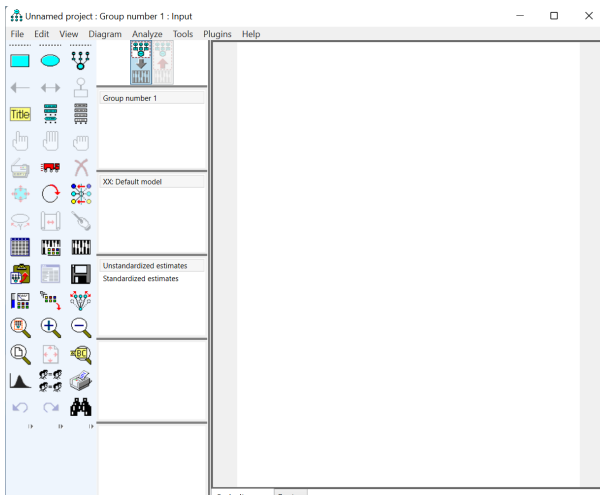 Unnamed project : Group number 1 : Input
File Edit View Diagram Analyze Tools Plugins Help
Title
Group number 1
XX: Default model
Unstandardized estimates
Standardized estimates
ABC